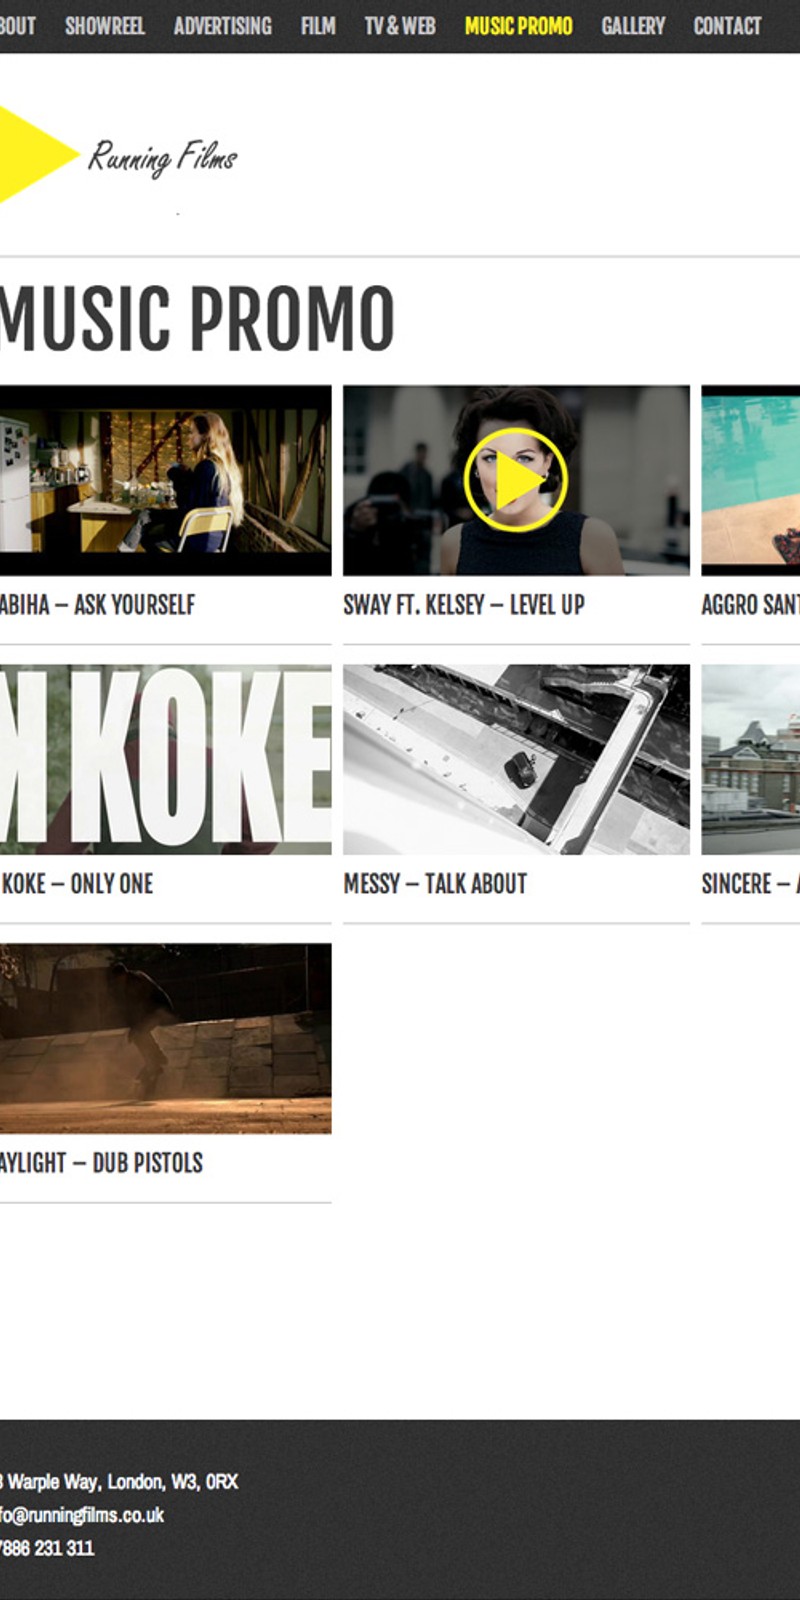 BOUT SHOWREEL ADVERTISING FILM TV & WEB MUSIC PROMO GALLERY CONTACT
Running Films
MUSIC PROMO
ABIHA – ASK YOURSELF
SWAY FT. KELSEY – LEVEL UP
AGGRO SANT
M KOKE
KOKE – ONLY ONE
MESSY – TALK ABOUT
SINCERE –
AYLIGHT – DUB PISTOLS
3 Warple Way, London, W3, 0RX
fo@runningfilms.co.uk
7886 231 311